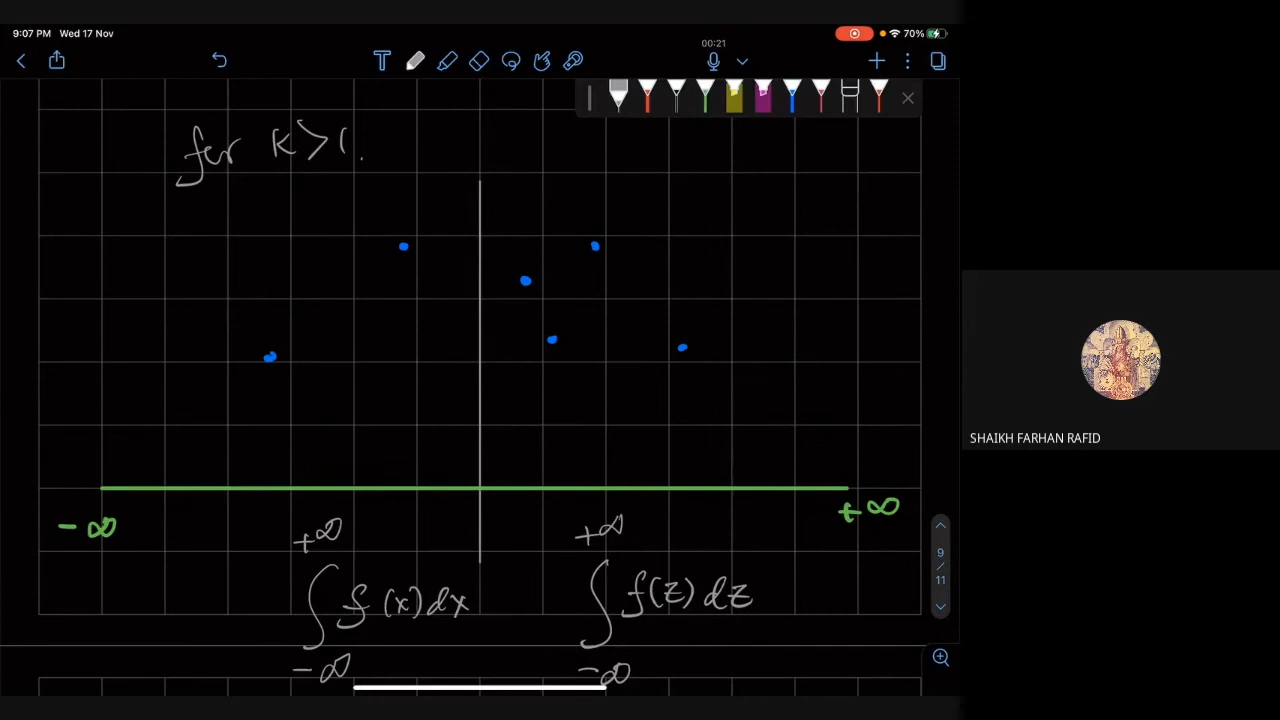 9:07 PM Wed 17 Nov
70%
00:21
T
for K>1.
SHAIKH FARHAN RAFID
-∞
+∞
9
/
11
+∞ +∞
∫ f(x)dx ∫ f(z)dz
-∞ -∞